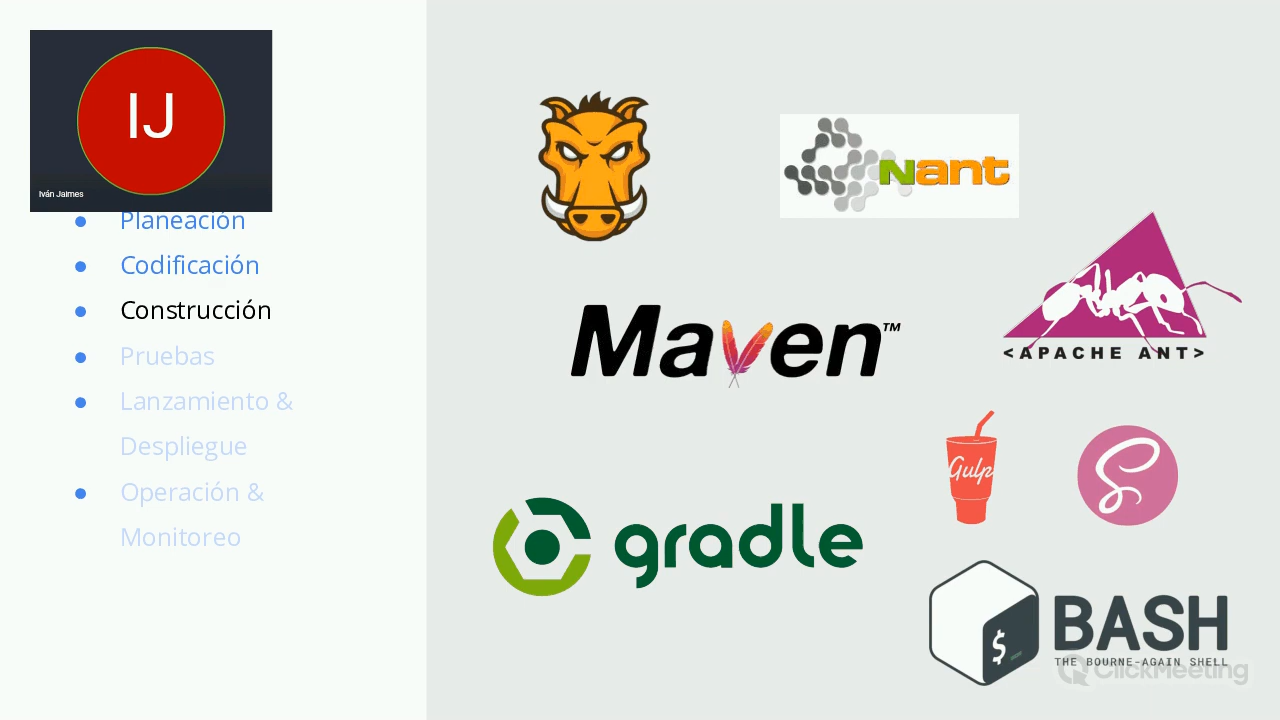 IJ
Iván Jaimes
Planeación
Codificación
Construcción
Pruebas
Lanzamiento &
Despliegue
Operación &
Monitoreo
Nant
Maven™
<APACHE ANT>
Gulp
gradle
$
BASH
THE BOURNE-AGAIN SHELL
ClickMeeting